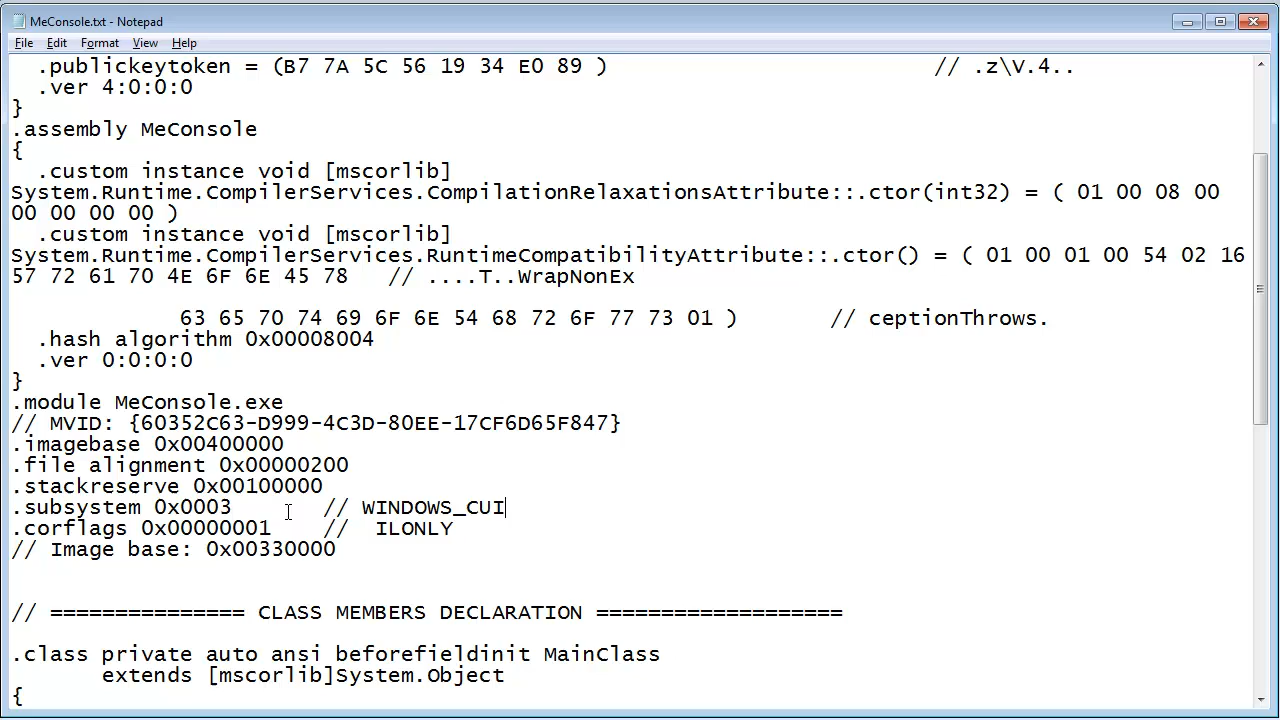 MeConsole.txt - Notepad
File Edit Format View Help
.publickeytoken = (B7 7A 5C 56 19 34 E0 89 ) // .z\V.4..
.ver 4:0:0:0
}
.assembly MeConsole
{
.custom instance void [mscorlib]
System.Runtime.CompilerServices.CompilationRelaxationsAttribute::.ctor(int32) = ( 01 00 08 00
00 00 00 00 )
.custom instance void [mscorlib]
System.Runtime.CompilerServices.RuntimeCompatibilityAttribute::.ctor() = ( 01 00 01 00 54 02 16
57 72 61 70 4E 6F 6E 45 78 // ....T..WrapNonEx
63 65 70 74 69 6F 6E 54 68 72 6F 77 73 01 ) // ceptionThrows.
.hash algorithm 0x00008004
.ver 0:0:0:0
}
.module MeConsole.exe
// MVID: {60352C63-D999-4C3D-80EE-17CF6D65F847}
.imagebase 0x00400000
.file alignment 0x00000200
.stackreserve 0x00100000
.subsystem 0x0003 // WINDOWS_CUI
.corflags 0x00000001 // ILONLY
// Image base: 0x00330000
// =============== CLASS MEMBERS DECLARATION ===================
.class private auto ansi beforefieldinit MainClass
extends [mscorlib]System.Object
{